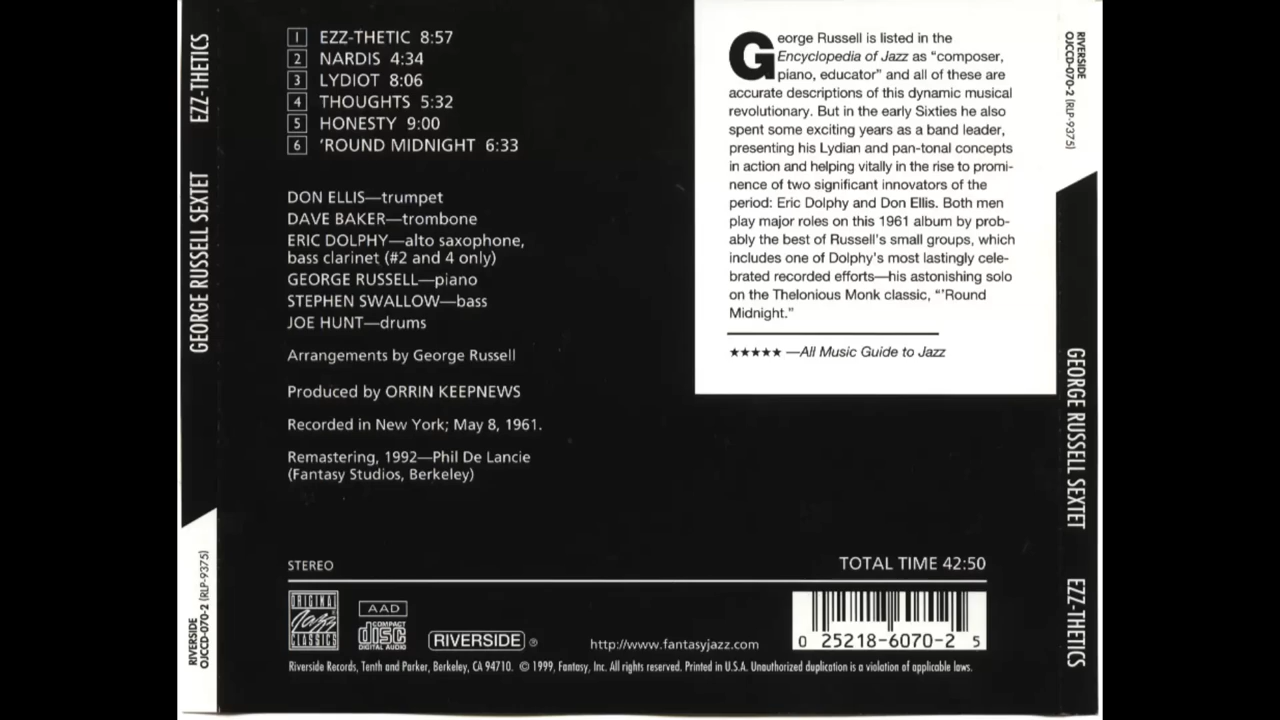 GEORGE RUSSELL SEXTET EZZ-THETICS
RIVERSIDE
OJCCD-070-2 (RLP-9375)
1 EZZ-THETIC 8:57
2 NARDIS 4:34
3 LYDIOT 8:06
4 THOUGHTS 5:32
5 HONESTY 9:00
6 'ROUND MIDNIGHT 6:33
DON ELLIS—trumpet
DAVE BAKER—trombone
ERIC DOLPHY—alto saxophone,
bass clarinet (#2 and 4 only)
GEORGE RUSSELL—piano
STEPHEN SWALLOW—bass
JOE HUNT—drums
Arrangements by George Russell
Produced by ORRIN KEEPNEWS
Recorded in New York; May 8, 1961.
Remastering, 1992—Phil De Lancie
(Fantasy Studios, Berkeley)
George Russell is listed in the
Encyclopedia of Jazz as “composer,
piano, educator” and all of these are
accurate descriptions of this dynamic musical
revolutionary. But in the early Sixties he also
spent some exciting years as a band leader,
presenting his Lydian and pan-tonal concepts
in action and helping vitally in the rise to promi-
nence of two significant innovators of the
period: Eric Dolphy and Don Ellis. Both men
play major roles on this 1961 album by prob-
ably the best of Russell's small groups, which
includes one of Dolphy's most lastingly cele-
brated recorded efforts—his astonishing solo
on the Thelonious Monk classic, “'Round
Midnight.”
★★★★★ —All Music Guide to Jazz
STEREO
TOTAL TIME 42:50
ORIGINAL
Jazz
CLASSICS
AAD
COMPACT
disc
DIGITAL AUDIO
RIVERSIDE ®
http://www.fantasyjazz.com
0 25218-6070-2 5
Riverside Records, Tenth and Parker, Berkeley, CA 94710. © 1999, Fantasy, Inc. All rights reserved. Printed in U.S.A. Unauthorized duplication is a violation of applicable laws.
RIVERSIDE
OJCCD-070-2 (RLP-9375)
GEORGE RUSSELL SEXTET EZZ-THETICS